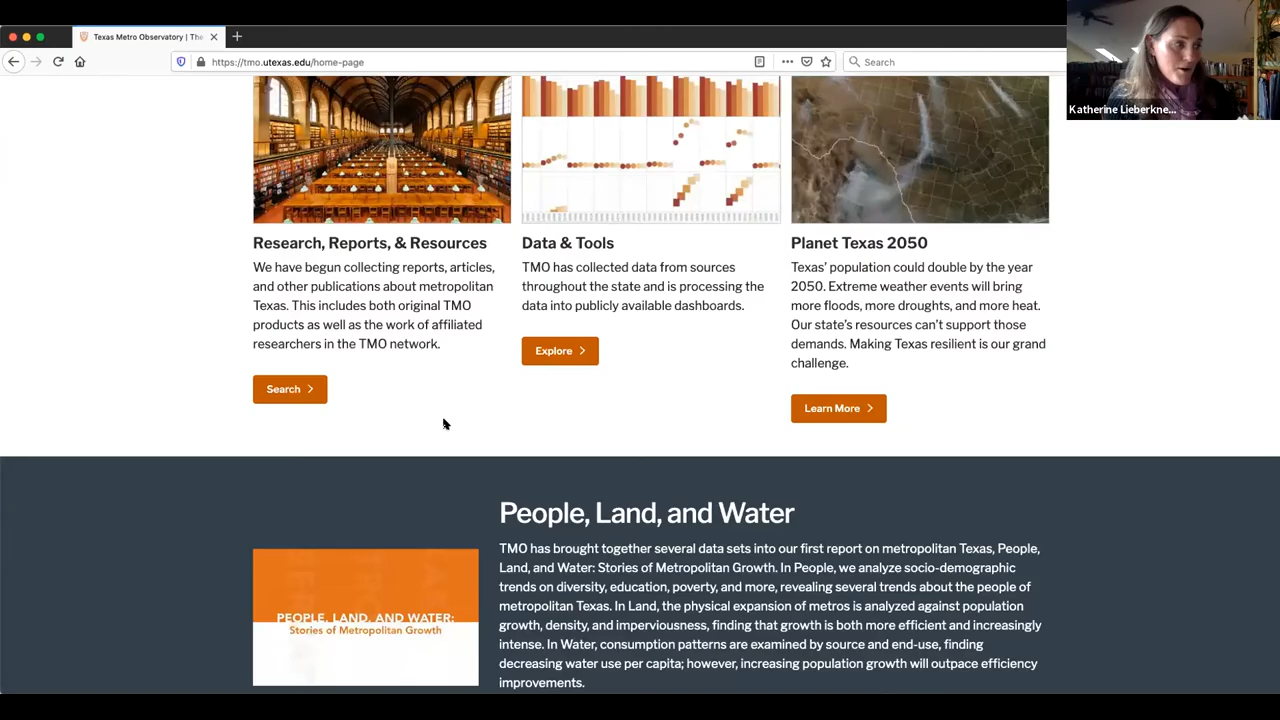 Texas Metro Observatory | The
https://tmo.utexas.edu/home-page
Search
Katherine Lieberkne...
Research, Reports, & Resources
We have begun collecting reports, articles,
and other publications about metropolitan
Texas. This includes both original TMO
products as well as the work of affiliated
researchers in the TMO network.
Search
Data & Tools
TMO has collected data from sources
throughout the state and is processing the
data into publicly available dashboards.
Explore
Planet Texas 2050
Texas’ population could double by the year
2050. Extreme weather events will bring
more floods, more droughts, and more heat.
Our state’s resources can’t support those
demands. Making Texas resilient is our grand
challenge.
Learn More
PEOPLE, LAND, AND WATER:
Stories of Metropolitan Growth
People, Land, and Water
TMO has brought together several data sets into our first report on metropolitan Texas, People,
Land, and Water: Stories of Metropolitan Growth. In People, we analyze socio-demographic
trends on diversity, education, poverty, and more, revealing several trends about the people of
metropolitan Texas. In Land, the physical expansion of metros is analyzed against population
growth, density, and imperviousness, finding that growth is both more efficient and increasingly
intense. In Water, consumption patterns are examined by source and end-use, finding
decreasing water use per capita; however, increasing population growth will outpace efficiency
improvements.